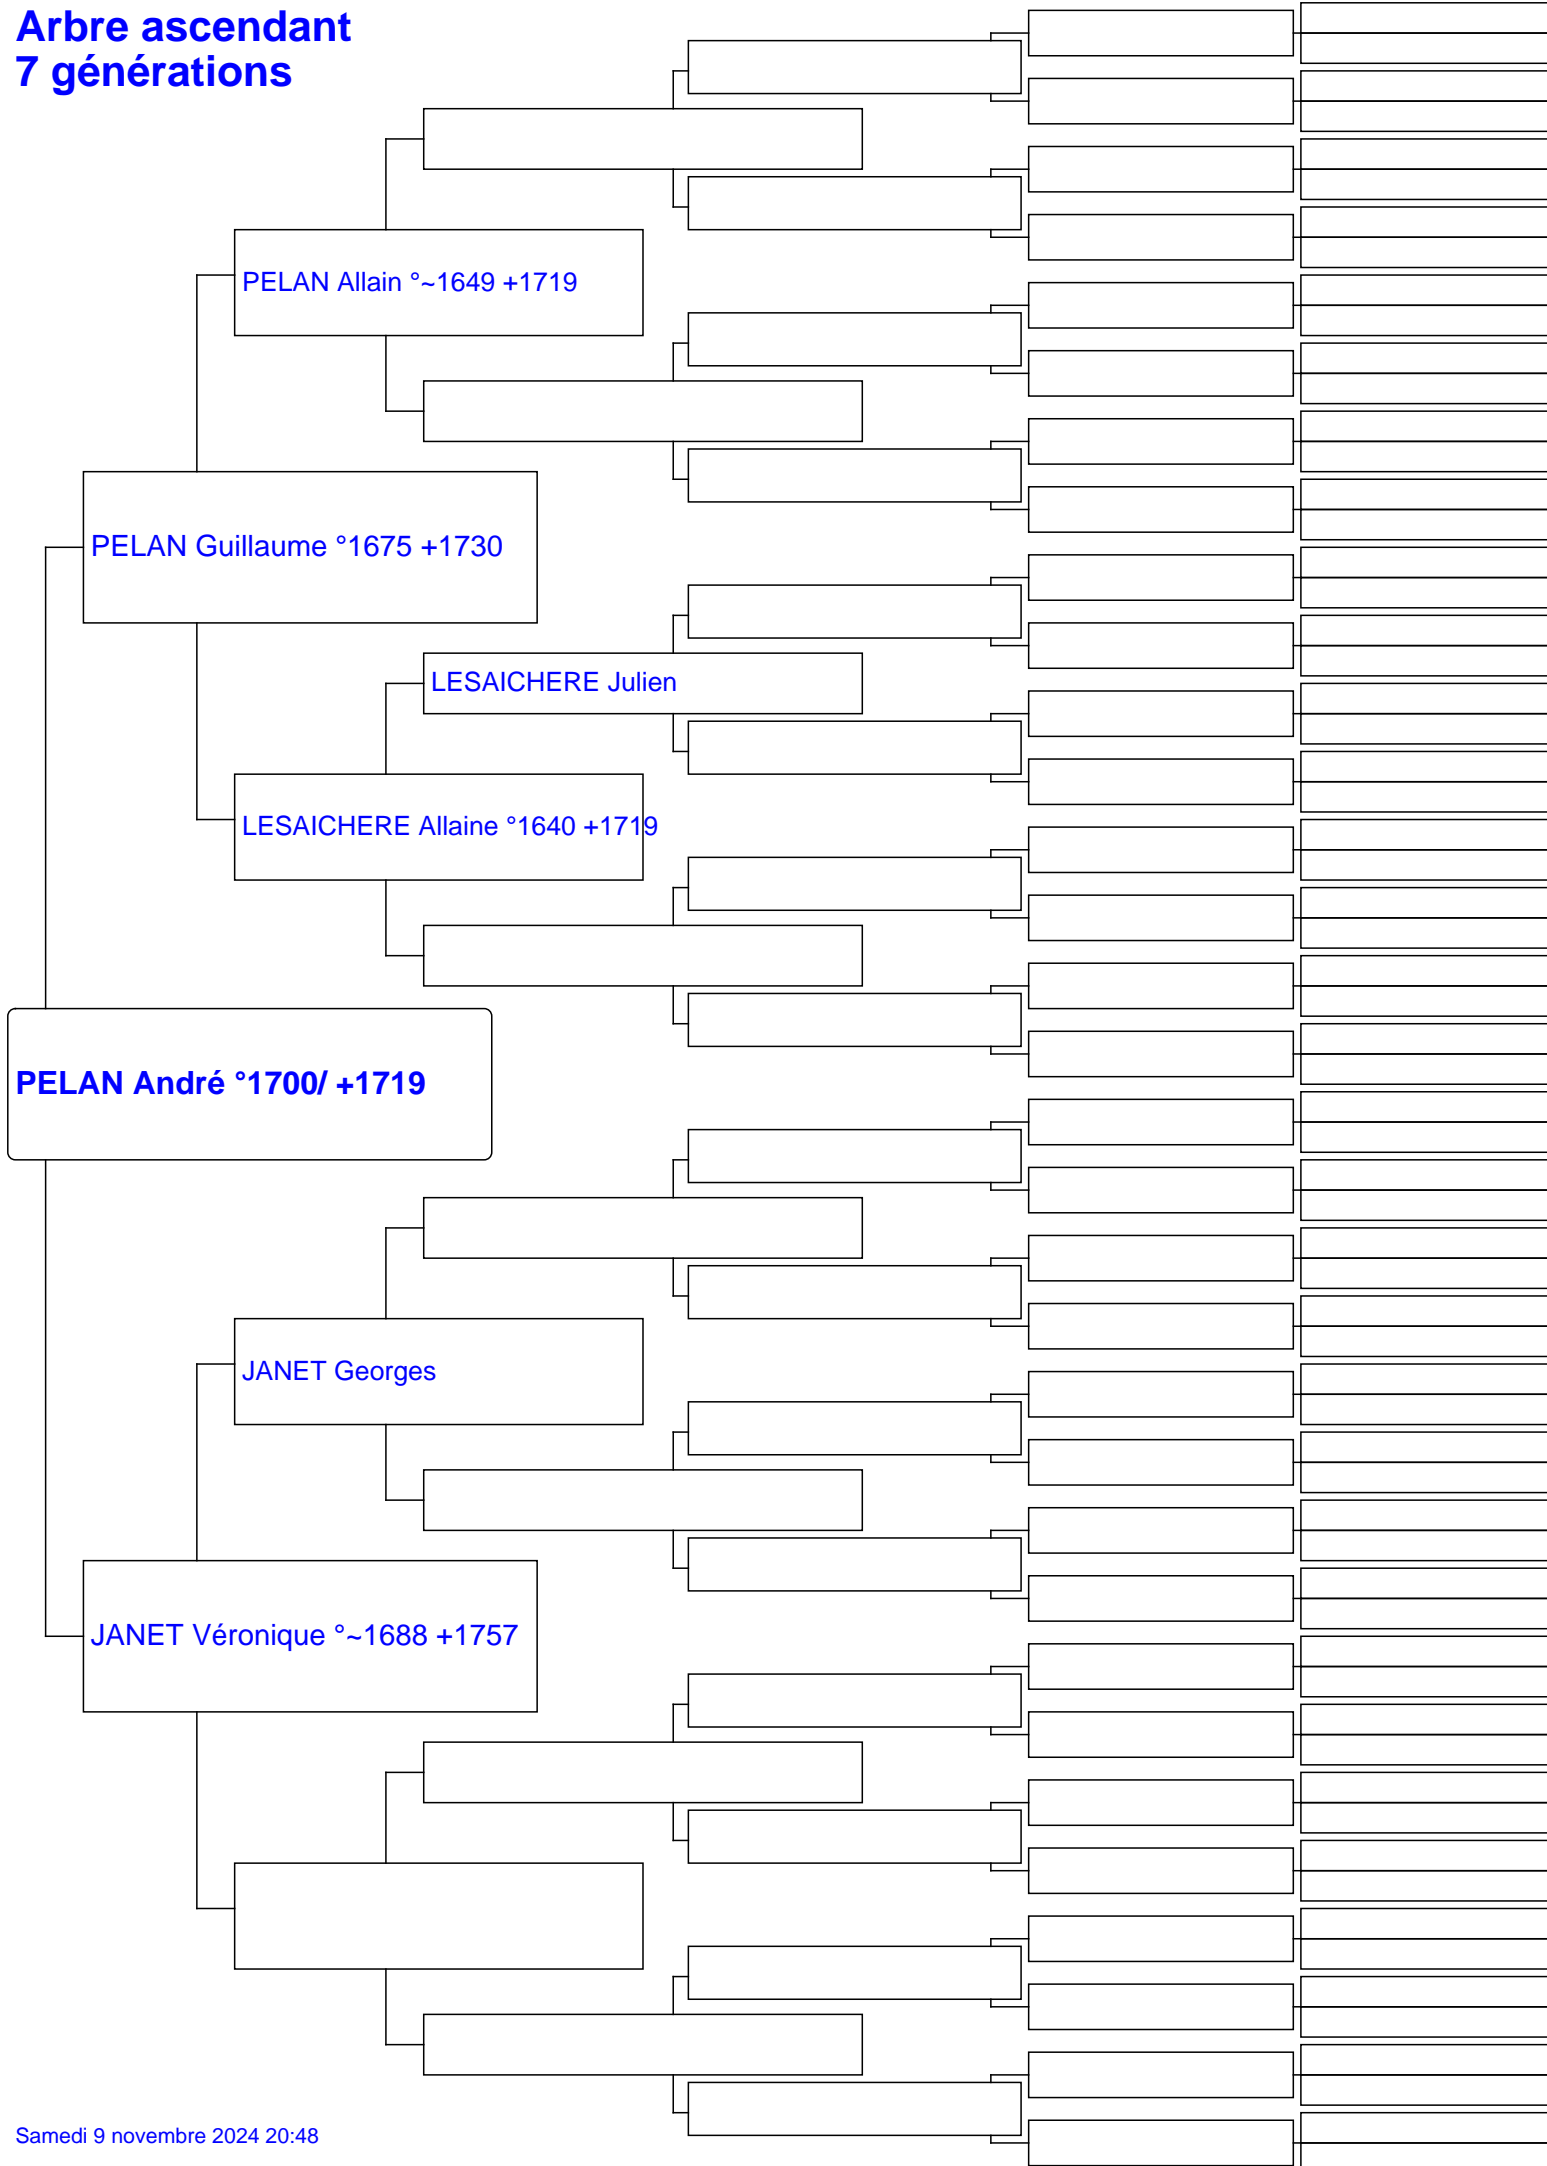 Arbre ascendant
7 générations
PELAN Allain °~1649 +1719
PELAN Guillaume °1675 +1730
LESAICHERE Julien
LESAICHERE Allaine °1640 +1719
PELAN André °1700/ +1719
JANET Georges
JANET Véronique °~1688 +1757
Samedi 9 novembre 2024 20:48